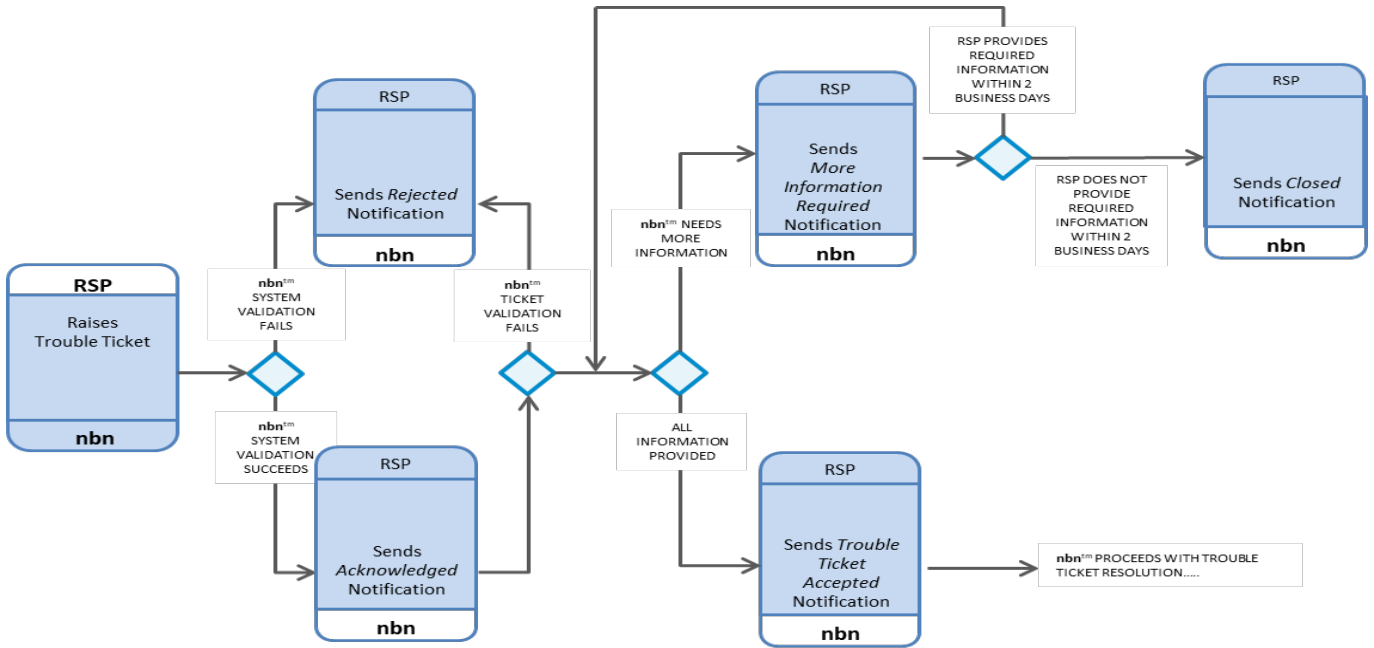 RSP
Raises
Trouble Ticket
nbn
nbn™
SYSTEM
VALIDATION
FAILS
nbn™
SYSTEM
VALIDATION
SUCCEEDS
RSP
Sends Rejected
Notification
nbn
RSP
Sends
Acknowledged
Notification
nbn
nbn™
TICKET
VALIDATION
FAILS
nbn™ NEEDS
MORE
INFORMATION
ALL
INFORMATION
PROVIDED
RSP
Sends
More
Information
Required
Notification
nbn
RSP
Sends Trouble
Ticket
Accepted
Notification
nbn
RSP PROVIDES
REQUIRED
INFORMATION
WITHIN 2
BUSINESS DAYS
RSP DOES NOT
PROVIDE
REQUIRED
INFORMATION
WITHIN 2
BUSINESS DAYS
RSP
Sends Closed
Notification
nbn
nbn™ PROCEEDS WITH TROUBLE
TICKET RESOLUTION.....